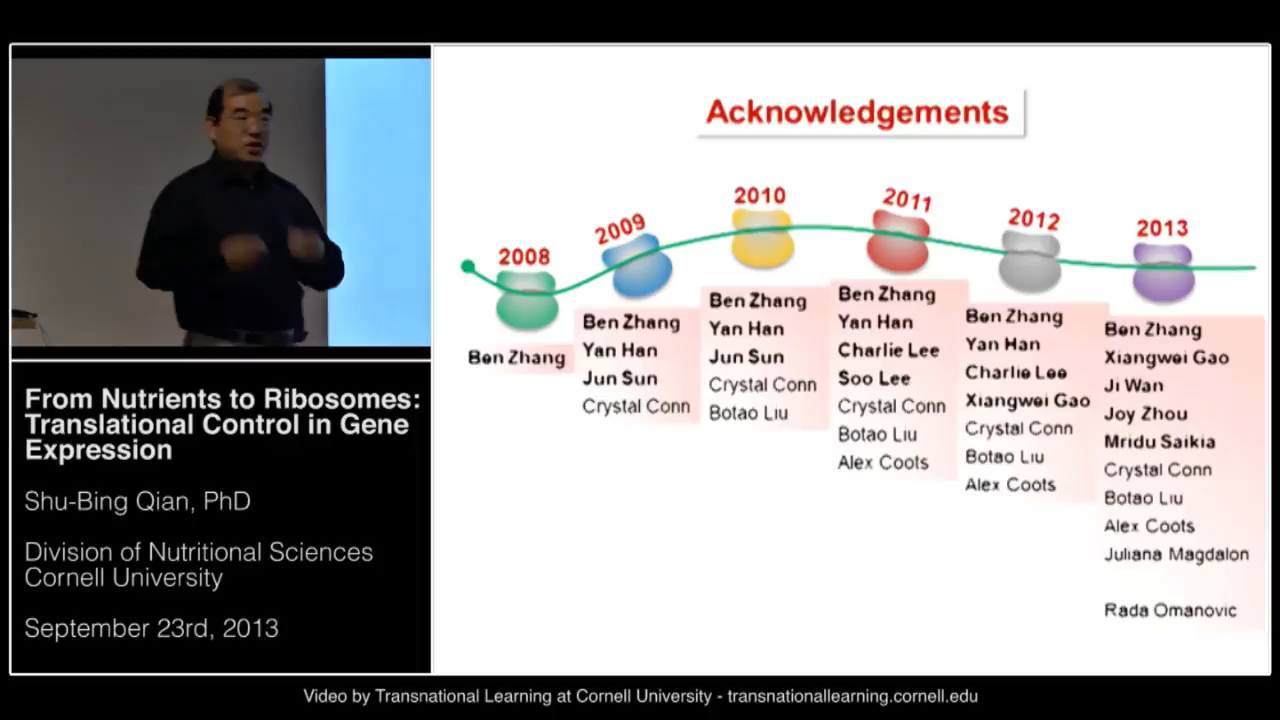 Acknowledgements
2008
Ben Zhang
2009
Ben Zhang
Yan Han
Jun Sun
Crystal Conn
2010
Ben Zhang
Yan Han
Jun Sun
Crystal Conn
Botao Liu
2011
Ben Zhang
Yan Han
Charlie Lee
Soo Lee
Crystal Conn
Botao Liu
Alex Coots
2012
Ben Zhang
Yan Han
Charlie Lee
Xiangwei Gao
Crystal Conn
Botao Liu
Alex Coots
2013
Ben Zhang
Xiangwei Gao
Ji Wan
Joy Zhou
Mridu Saikia
Crystal Conn
Botao Liu
Alex Coots
Juliana Magdalon
Rada Omanovic
From Nutrients to Ribosomes:
Translational Control in Gene
Expression
Shu-Bing Qian, PhD
Division of Nutritional Sciences
Cornell University
September 23rd, 2013
Video by Transnational Learning at Cornell University - transnationallearning.cornell.edu